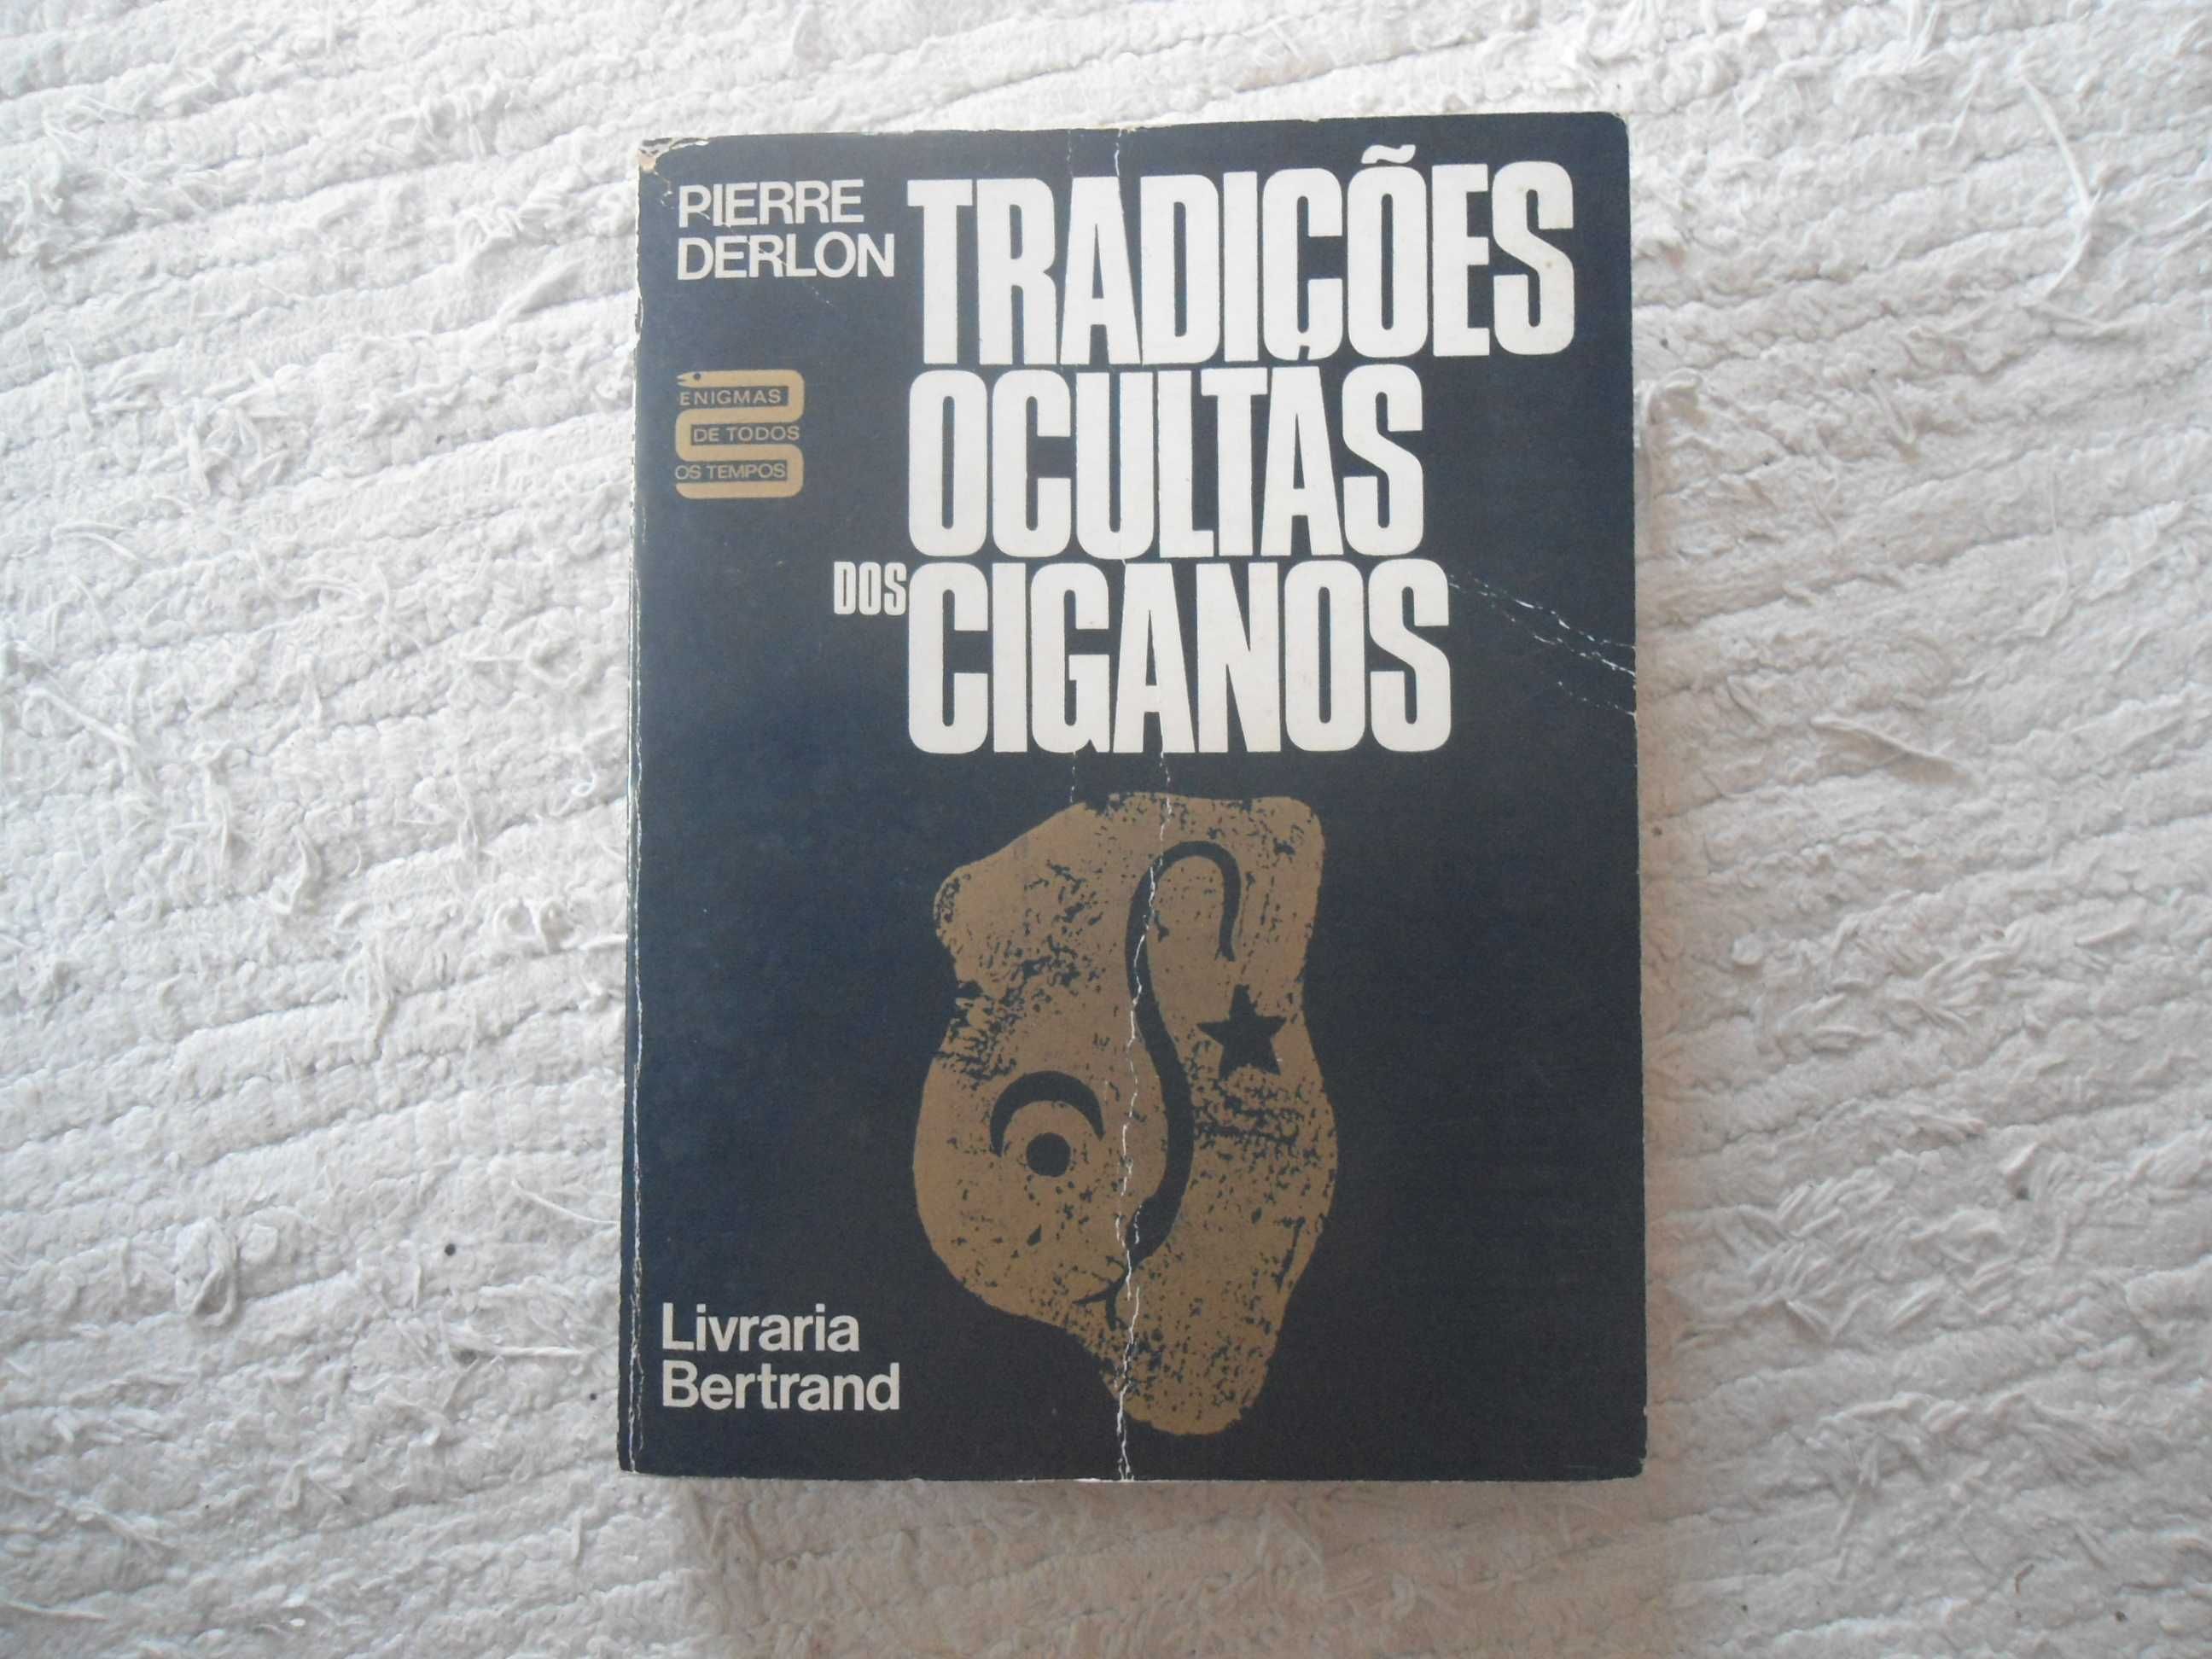 PIERRE
DERLON
TRADIÇÕES
OCULTAS
DOS CIGANOS
ENIGMAS
DE TODOS
OS TEMPOS
Livraria
Bertrand